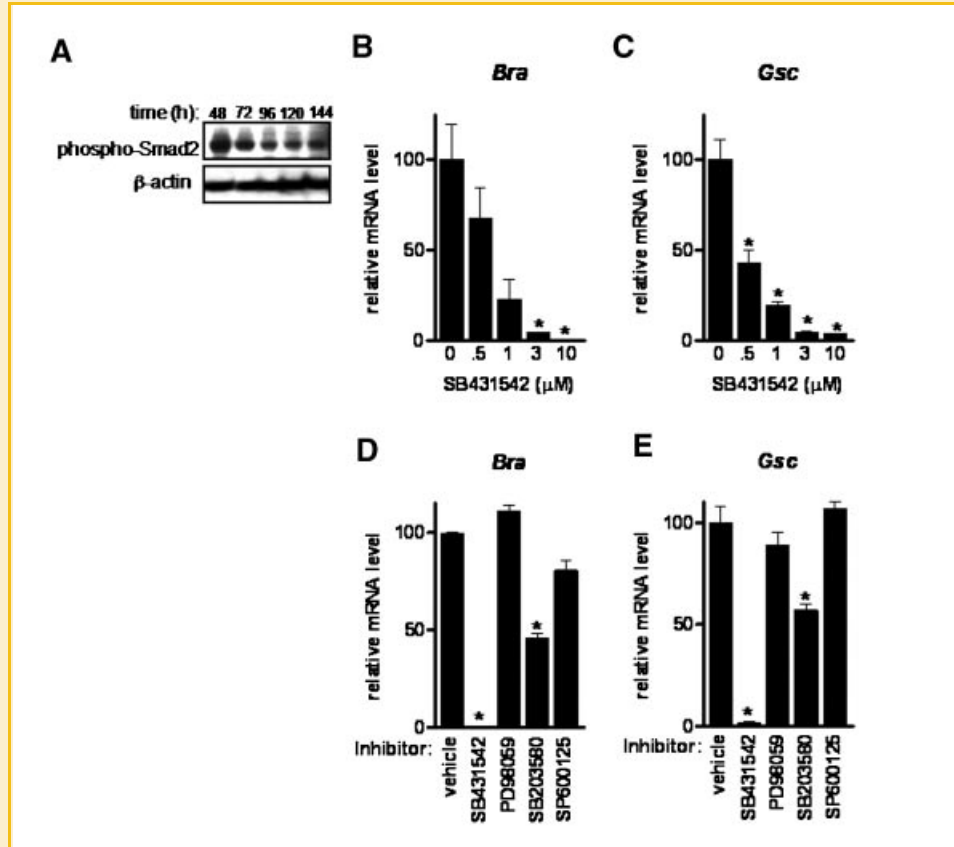 A
time (h): 48 72 96 120 144
phospho-Smad2
β-actin
B
Bra
relative mRNA level
100
50
0
0 .5 1 3 10
SB431542 (µM)
* *
C
Gsc
relative mRNA level
100
50
0
0 .5 1 3 10
SB431542 (µM)
* * * *
D
Bra
relative mRNA level
100
50
0
* *
Inhibitor: vehicle SB431542 PD98059 SB203580 SP600125
E
Gsc
relative mRNA level
100
50
0
* *
Inhibitor: vehicle SB431542 PD98059 SB203580 SP600125